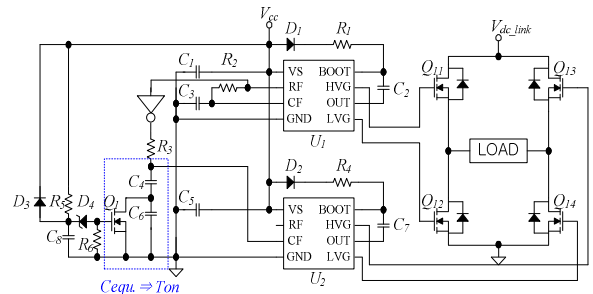 Vcc
Vdc_link
D1
R1
C1
R2
VS
BOOT
Q11
Q13
RF
HVG
C3
CF
OUT
C2
GND
LVG
U1
LOAD
R3
D2
R4
C4
D3
R5
D4
Q1
C5
VS
BOOT
Q12
Q14
RF
HVG
C7
C8
R6
C6
CF
OUT
GND
LVG
U2
Cequ. ⇒ Ton